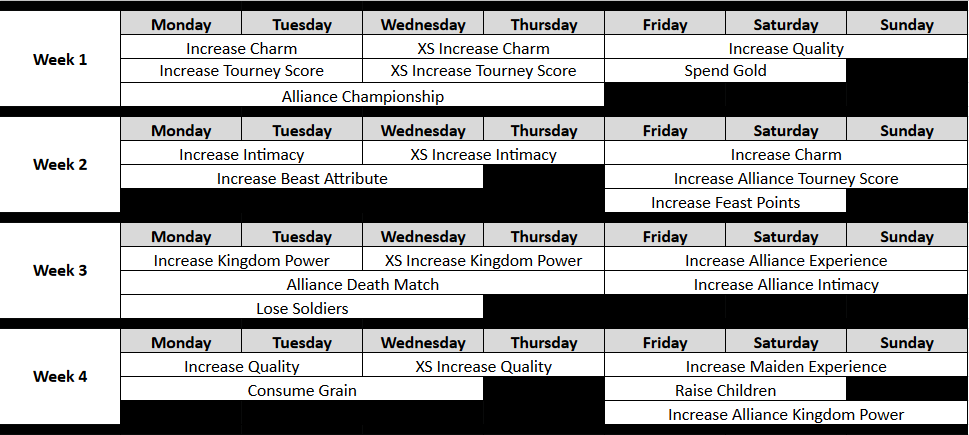 Monday Tuesday Wednesday Thursday Friday Saturday Sunday
Week 1
Increase Charm XS Increase Charm Increase Quality
Increase Tourney Score XS Increase Tourney Score Spend Gold
Alliance Championship
Monday Tuesday Wednesday Thursday Friday Saturday Sunday
Week 2
Increase Intimacy XS Increase Intimacy Increase Charm
Increase Beast Attribute Increase Alliance Tourney Score
Increase Feast Points
Monday Tuesday Wednesday Thursday Friday Saturday Sunday
Week 3
Increase Kingdom Power XS Increase Kingdom Power Increase Alliance Experience
Alliance Death Match Increase Alliance Intimacy
Lose Soldiers
Monday Tuesday Wednesday Thursday Friday Saturday Sunday
Week 4
Increase Quality XS Increase Quality Increase Maiden Experience
Consume Grain Raise Children
Increase Alliance Kingdom Power